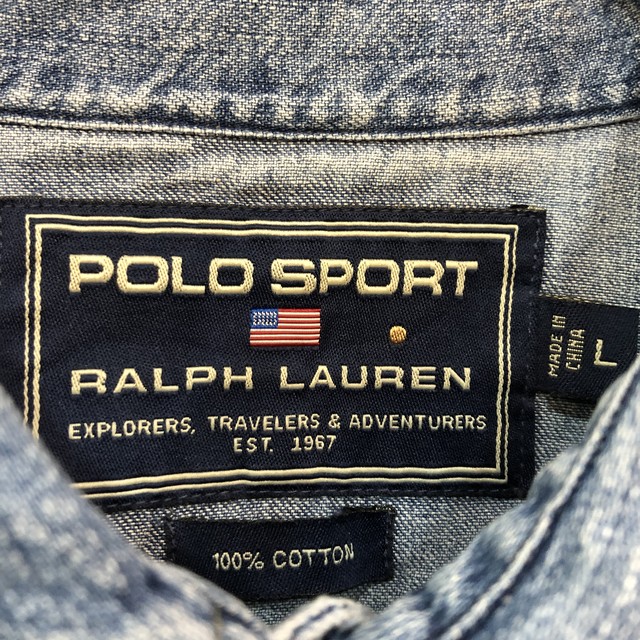 POLO SPORT
RALPH LAUREN
EXPLORERS, TRAVELERS & ADVENTURERS
EST. 1967
MADE IN
CHINA
L
100% COTTON